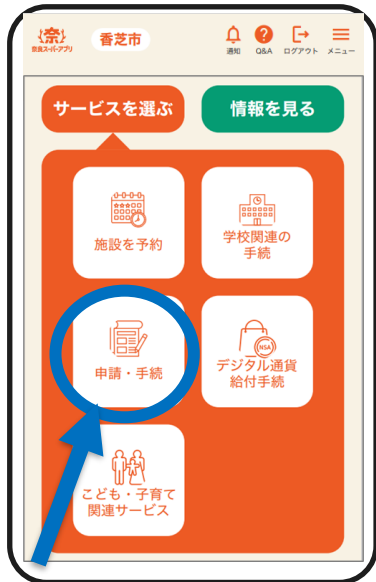 奈
奈良スーパーアプリ
香芝市
通知
Q&A
ログアウト
メニュー
サービスを選ぶ
情報を見る
施設を予約
学校関連の
手続
申請・手続
NSA
デジタル通貨
給付手続
こども・子育て
関連サービス